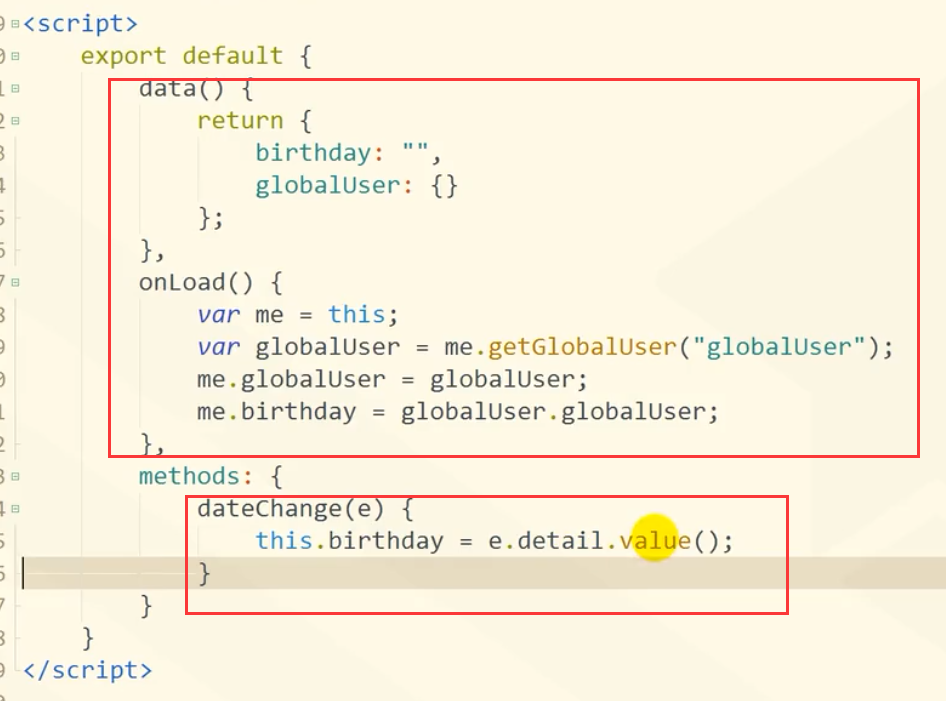 <script>
export default {
data() {
return {
birthday: "",
globalUser: {}
};
},
onLoad() {
var me = this;
var globalUser = me.getGlobalUser("globalUser");
me.globalUser = globalUser;
me.birthday = globalUser.globalUser;
},
methods: {
dateChange(e) {
this.birthday = e.detail.value();
}
}
}
</script>